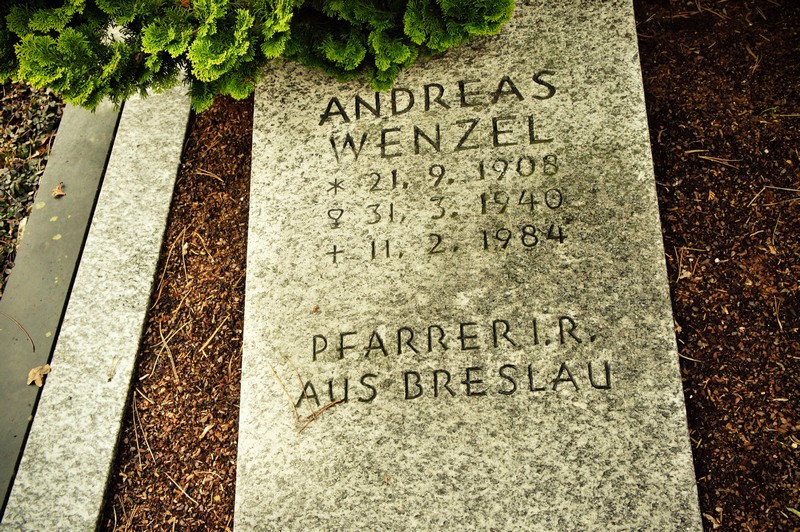 ANDREAS
WENZEL
* 21. 9. 1908
♀ 31. 3. 1940
+ 11. 2. 1984
PFARRER I.R.
AUS BRESLAU